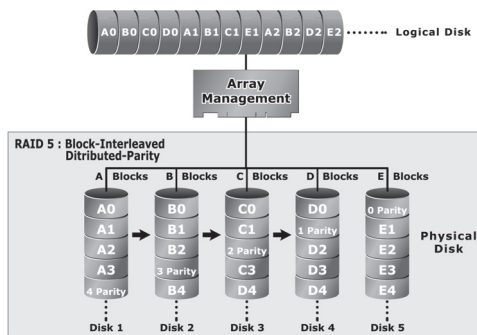 A0 B0 C0 D0 A1 B1 C1 E1 A2 B2 D2 E2 Logical Disk
Array
Management
RAID 5 : Block-Interleaved
Ditributed-Parity
A Blocks B Blocks C Blocks D Blocks E Blocks
A0 B0 C0 D0 0 Parity
A1 B1 C1 1 Parity E1
A2 B2 2 Parity D2 E2
A3 3 Parity C3 D3 E3
4 Parity B4 D4 D4 E4
Physical
Disk
Disk 1 Disk 2 Disk 3 Disk 4 Disk 5